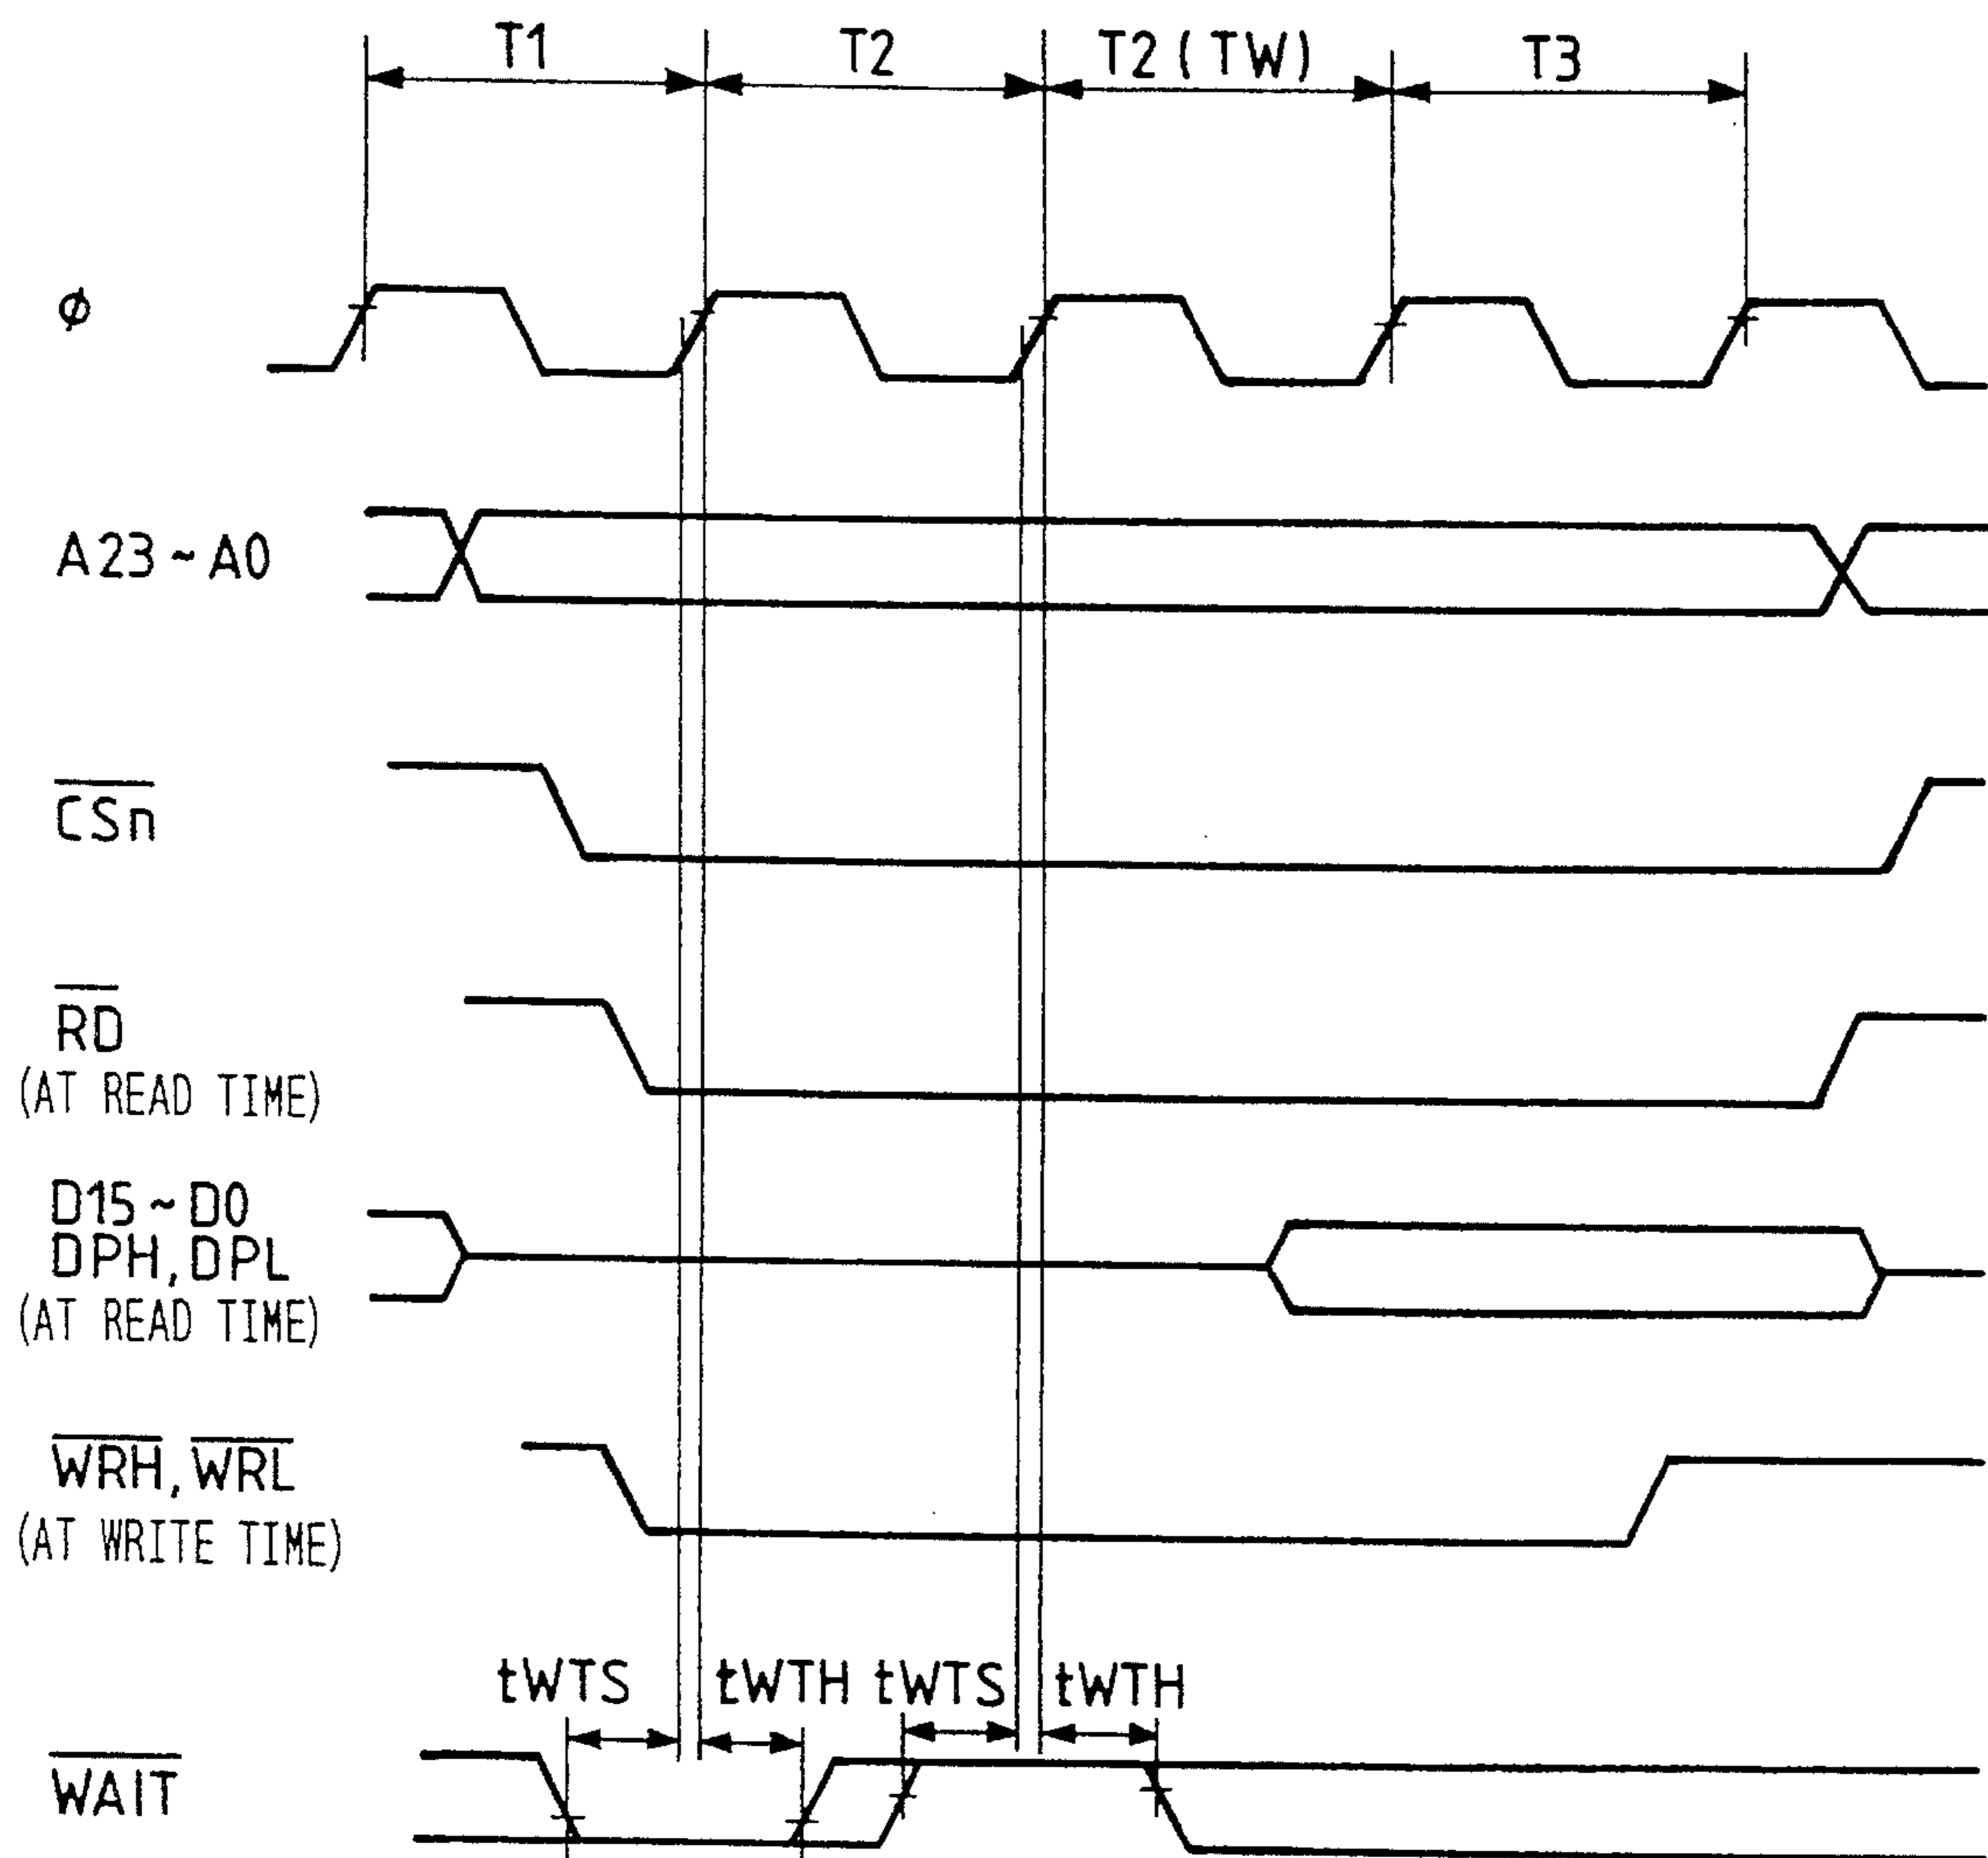 T1 T2 T2 (TW) T3
φ
A23~A0
CSn
RD
(AT READ TIME)
D15~D0
DPH, DPL
(AT READ TIME)
WRH, WRL
(AT WRITE TIME)
tWTS tWTH tWTS tWTH
WAIT